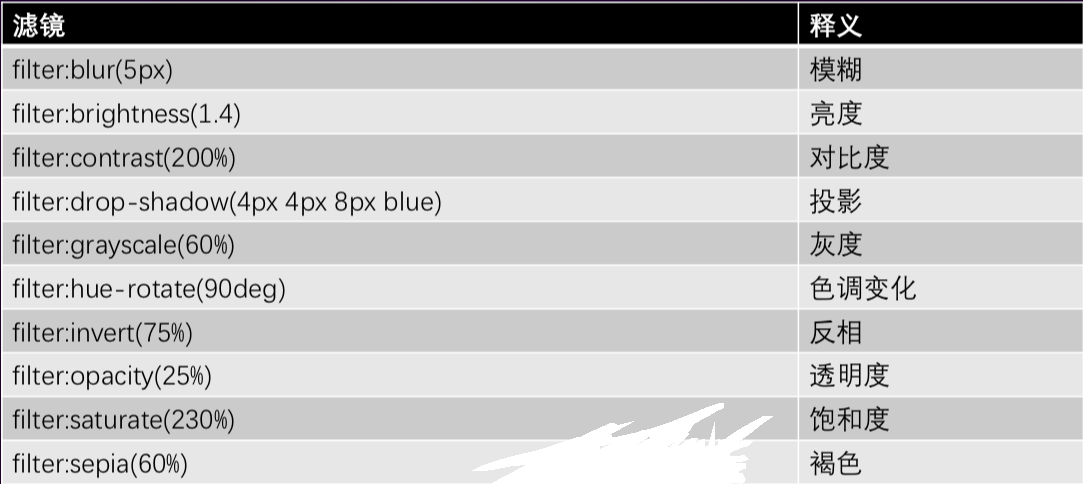 滤镜 释义
filter:blur(5px) 模糊
filter:brightness(1.4) 亮度
filter:contrast(200%) 对比度
filter:drop-shadow(4px 4px 8px blue) 投影
filter:grayscale(60%) 灰度
filter:hue-rotate(90deg) 色调变化
filter:invert(75%) 反相
filter:opacity(25%) 透明度
filter:saturate(230%) 饱和度
filter:sepia(60%) 褐色